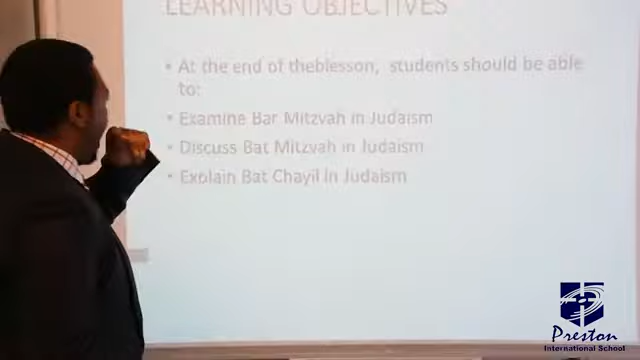 LEARNING OBJECTIVES
• At the end of theblesson, students should be able
to:
• Examine Bar Mitzvah in Judaism
• Discuss Bat Mitzvah in Judaism
• Explain Bat Chayil in Judaism
Preston
International School